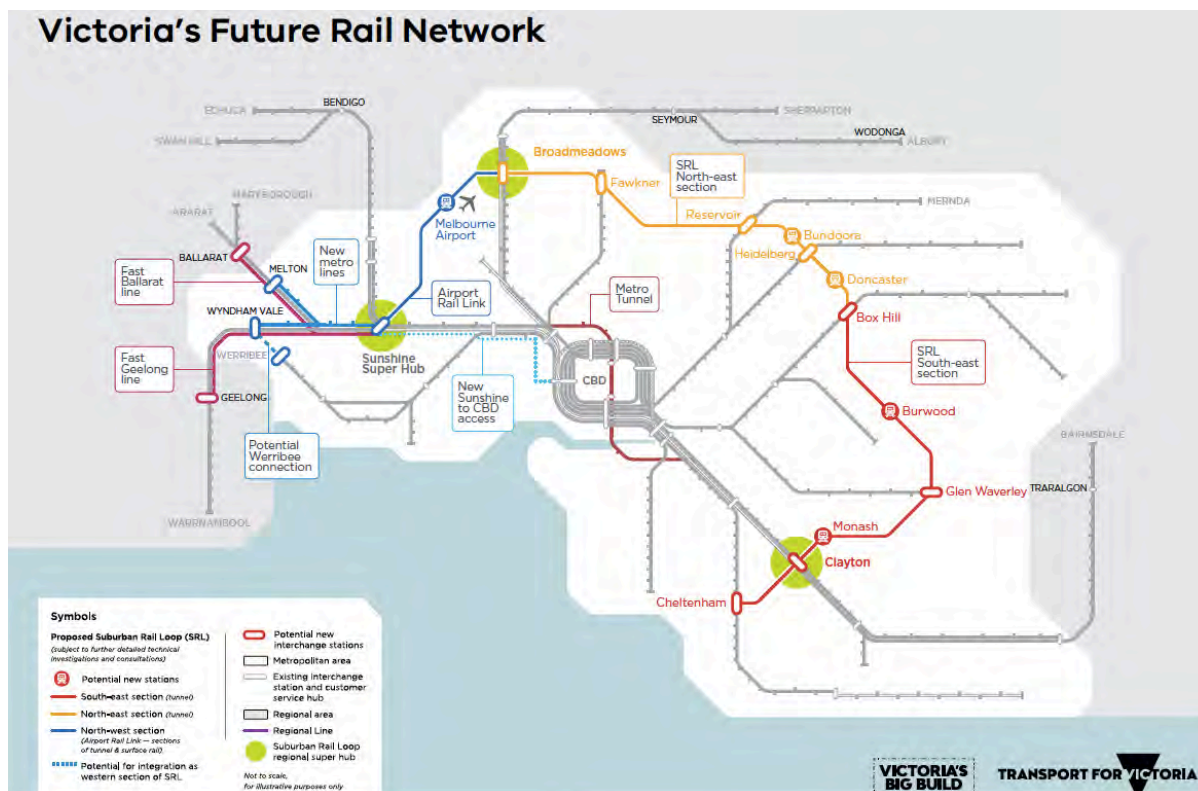 Victoria's Future Rail Network
ECHUCA
BENDIGO
SWAN HILL
SHEPPARTON
SEYMOUR
WODONGA
ALBURY
Broadmeadows
Fawkner
SRL
North-east
section
MARYBOROUGH
ARARAT
BALLARAT
Melbourne
Airport
Reservoir
MERNDA
Bundoora
Heidelberg
Fast
Ballarat
line
New
metro
lines
MELTON
Airport
Rail Link
Metro
Tunnel
Doncaster
WYNDHAM VALE
Box Hill
WERRIBEE
Sunshine
Super Hub
Fast
Geelong
line
CBD
SRL
South-east
section
GEELONG
New
Sunshine
to CBD
access
Burwood
Potential
Werribee
connection
BAIRNSDALE
TRARALGON
Glen Waverley
WARRNAMBOOL
Monash
Clayton
Cheltenham
Symbols
Proposed Suburban Rail Loop (SRL)
(subject to further detailed technical
investigations and consultations)
Potential new stations
South-east section (tunnel)
North-east section (tunnel)
North-west section
(Airport Rail Link — sections
of tunnel & surface rail)
Potential for integration as
western section of SRL
Potential new
interchange stations
Metropolitan area
Existing interchange
station and customer
service hub
Regional area
Regional Line
Suburban Rail Loop
regional super hub
Not to scale,
for illustrative purposes only
VICTORIA'S
BIG BUILD
TRANSPORT FOR VICTORIA